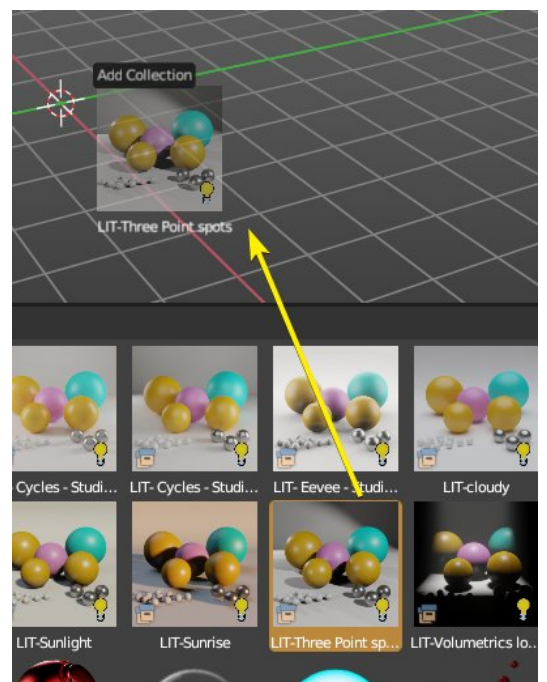 Add Collection
LIT-Three Point spots
Cycles - Studi...
LIT- Cycles - Studi...
LIT- Eevee - Studi...
LIT-cloudy
LIT-Sunlight
LIT-Sunrise
LIT-Three Point sp...
LIT-Volumetrics lo...